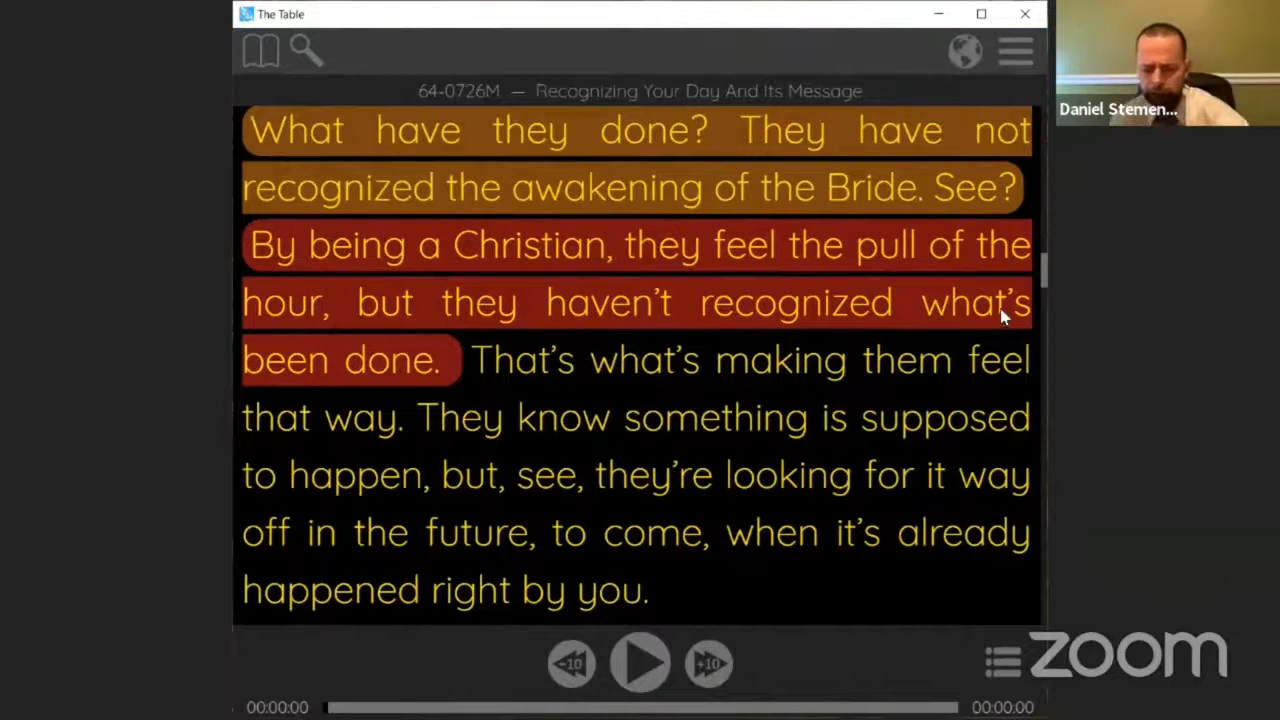 The Table
64-0726M — Recognizing Your Day And Its Message
Daniel Stemen...
What have they done? They have not
recognized the awakening of the Bride. See?
By being a Christian, they feel the pull of the
hour, but they haven't recognized what's
been done. That's what's making them feel
that way. They know something is supposed
to happen, but, see, they're looking for it way
off in the future, to come, when it's already
happened right by you.
-10
+10
zoom
00:00:00
00:00:00